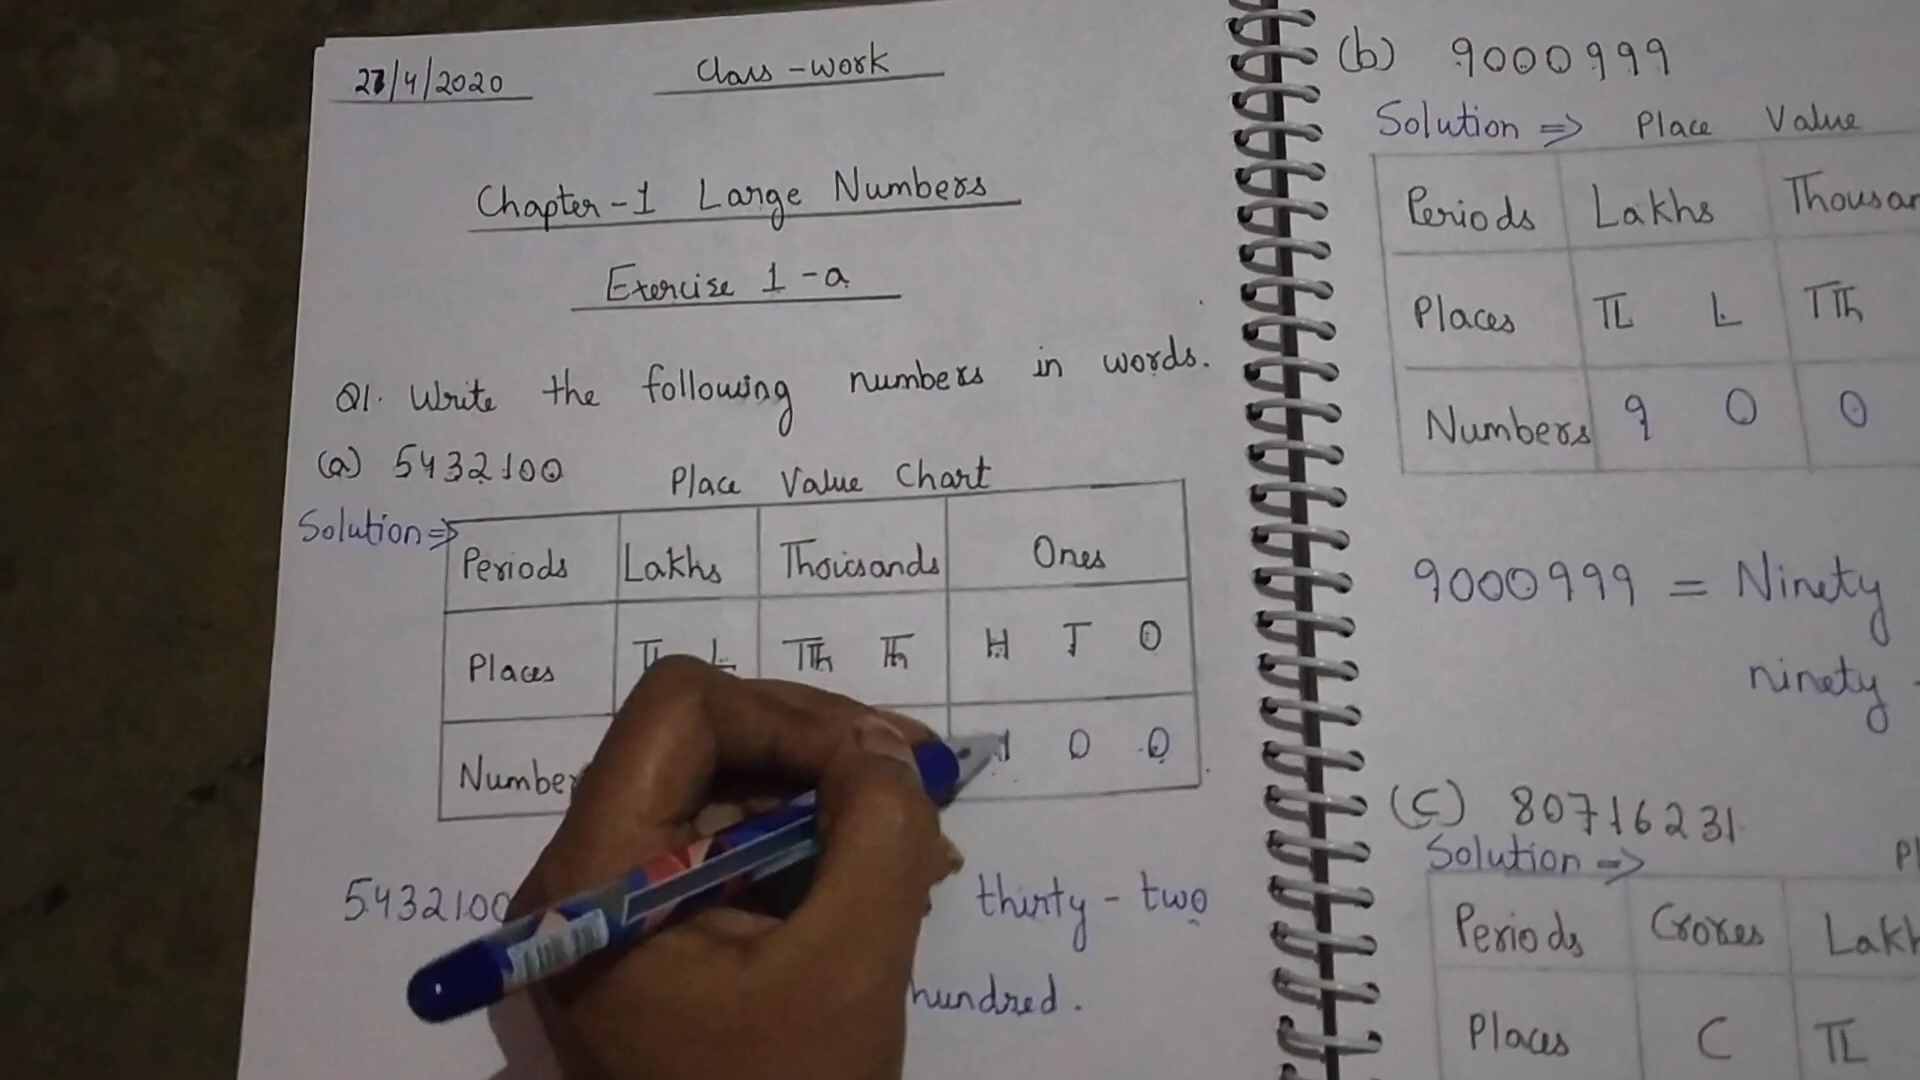 27/4/2020
Class-work
Chapter-1 Large Numbers
Exercise 1-a
Q1. Write the following numbers in words.
(a) 5432100
Place Value Chart
Solution ⇒
Periods Lakhs Thousands Ones
Places TL L TTh Th H T O
1 0 0
5432100
thirty-two
hundred.
(b) 9000999
Solution ⇒ Place Value
Periods Lakhs
Places TL L TTh
Numbers 9 0 0
9000999 = Ninety
ninety-
(C) 80716231
Solution ⇒
Periods Crores
Places C TL